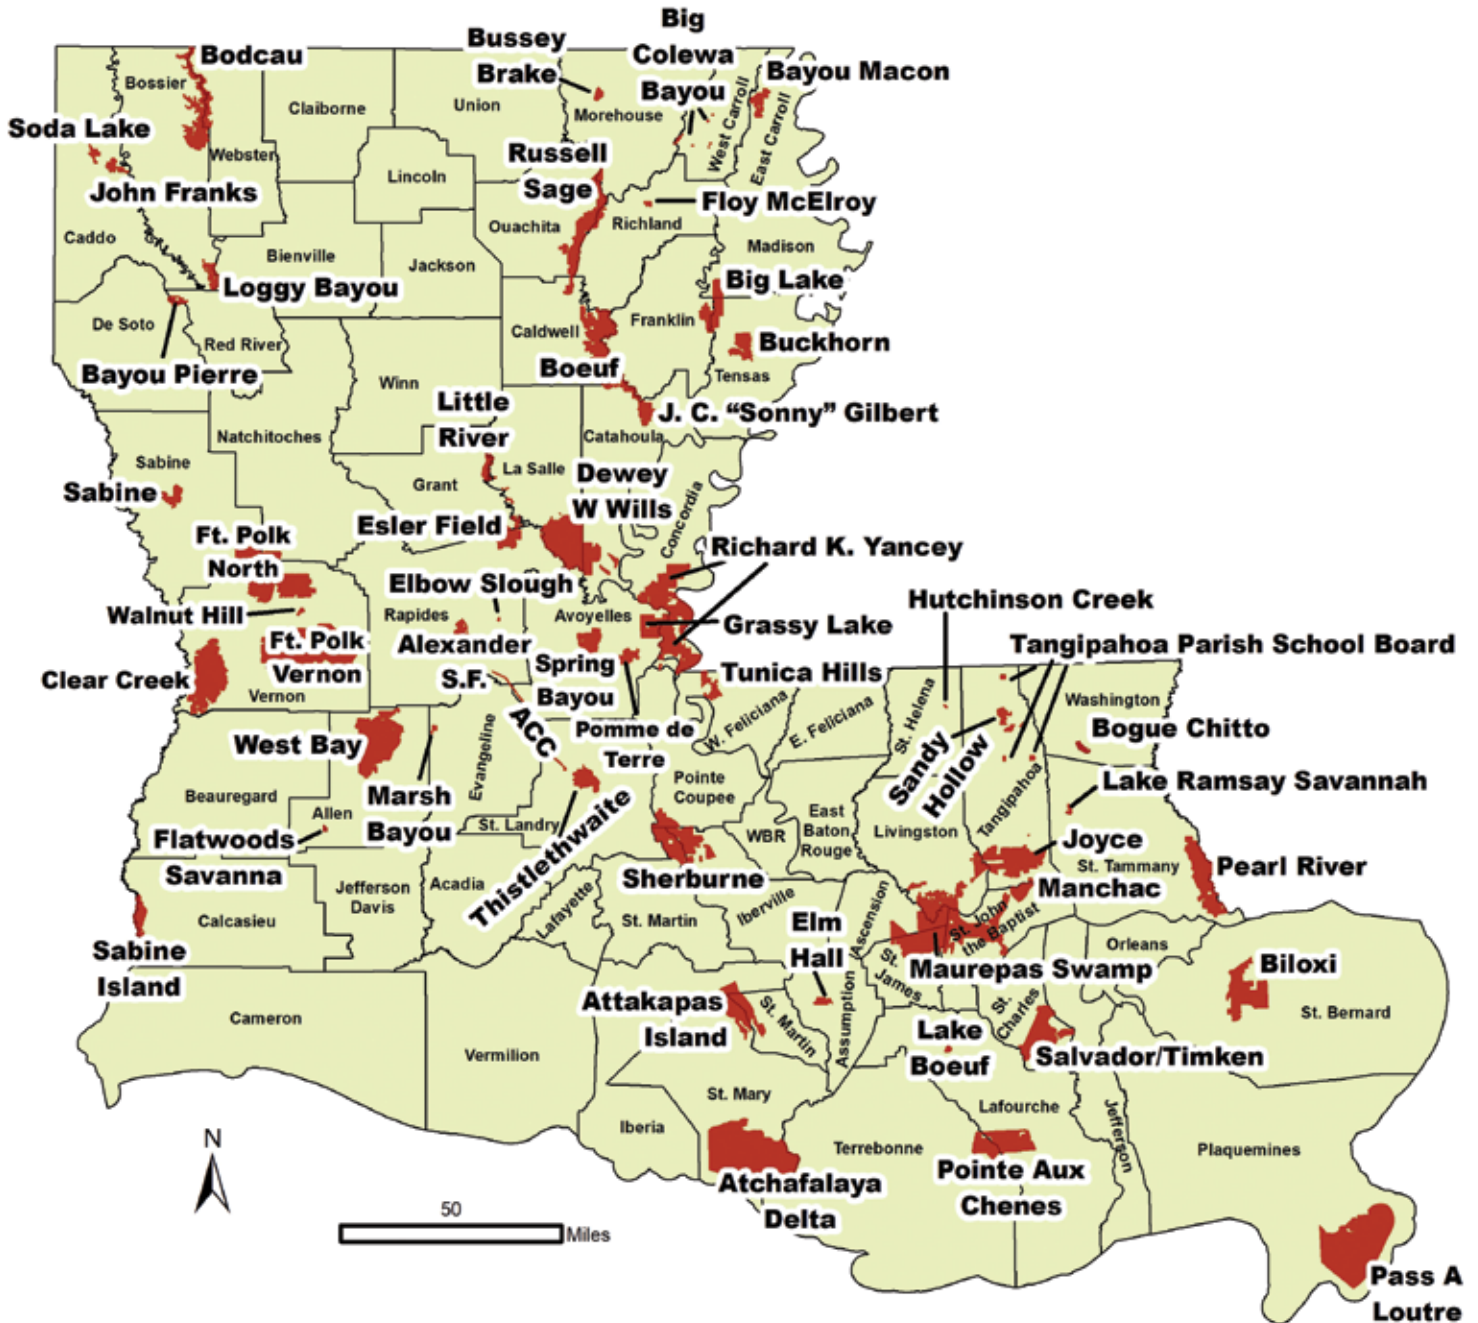 Big
Colewa
Bayou
Bussey
Brake
Bodcau
Bayou Macon
Bossier
Claiborne
Union
Morehouse
West Carroll
East Carroll
Soda Lake
Webster
Lincoln
Russell
Sage
John Franks
Floy McElroy
Caddo
Ouachita
Richland
Madison
Bienville
Jackson
Loggy Bayou
Big Lake
De Soto
Red River
Caldwell
Franklin
Buckhorn
Bayou Pierre
Winn
Boeuf
Tensas
Little
River
J. C. “Sonny” Gilbert
Natchitoches
Catahoula
Sabine
Grant
La Salle
Dewey
W Wills
Concordia
Sabine
Esler Field
Ft. Polk
North
Richard K. Yancey
Elbow Slough
Walnut Hill
Rapides
Avoyelles
Grassy Lake
Hutchinson Creek
Ft. Polk
Vernon
Alexander
S.F.
Spring
Bayou
Tunica Hills
Tangipahoa Parish School Board
Clear Creek
Vernon
W. Feliciana
E. Feliciana
St. Helena
Washington
ACC
Pomme de
Terre
Bogue Chitto
West Bay
Evangeline
Sandy
Hollow
Pointe
Coupee
Lake Ramsay Savannah
Beauregard
Allen
Marsh
Bayou
St. Landry
Thistlethwaite
WBR
East
Baton
Rouge
Livingston
Tangipahoa
Joyce
Flatwoods
Savanna
St. Tammany
Pearl River
Sherburne
Manchac
Jefferson
Davis
Acadia
Lafayette
St. Martin
Iberville
Ascension
St. John
the Baptist
Calcasieu
Elm
Hall
Orleans
Sabine
Island
St.
James
Maurepas Swamp
Biloxi
Cameron
Attakapas
Island
St. Martin
Assumption
St.
Charles
St. Bernard
Vermilion
Lake
Boeuf
Salvador/Timken
St. Mary
Lafourche
Jefferson
Iberia
Terrebonne
Plaquemines
N
Atchafalaya
Delta
Pointe Aux
Chenes
50
Miles
Pass A
Loutre